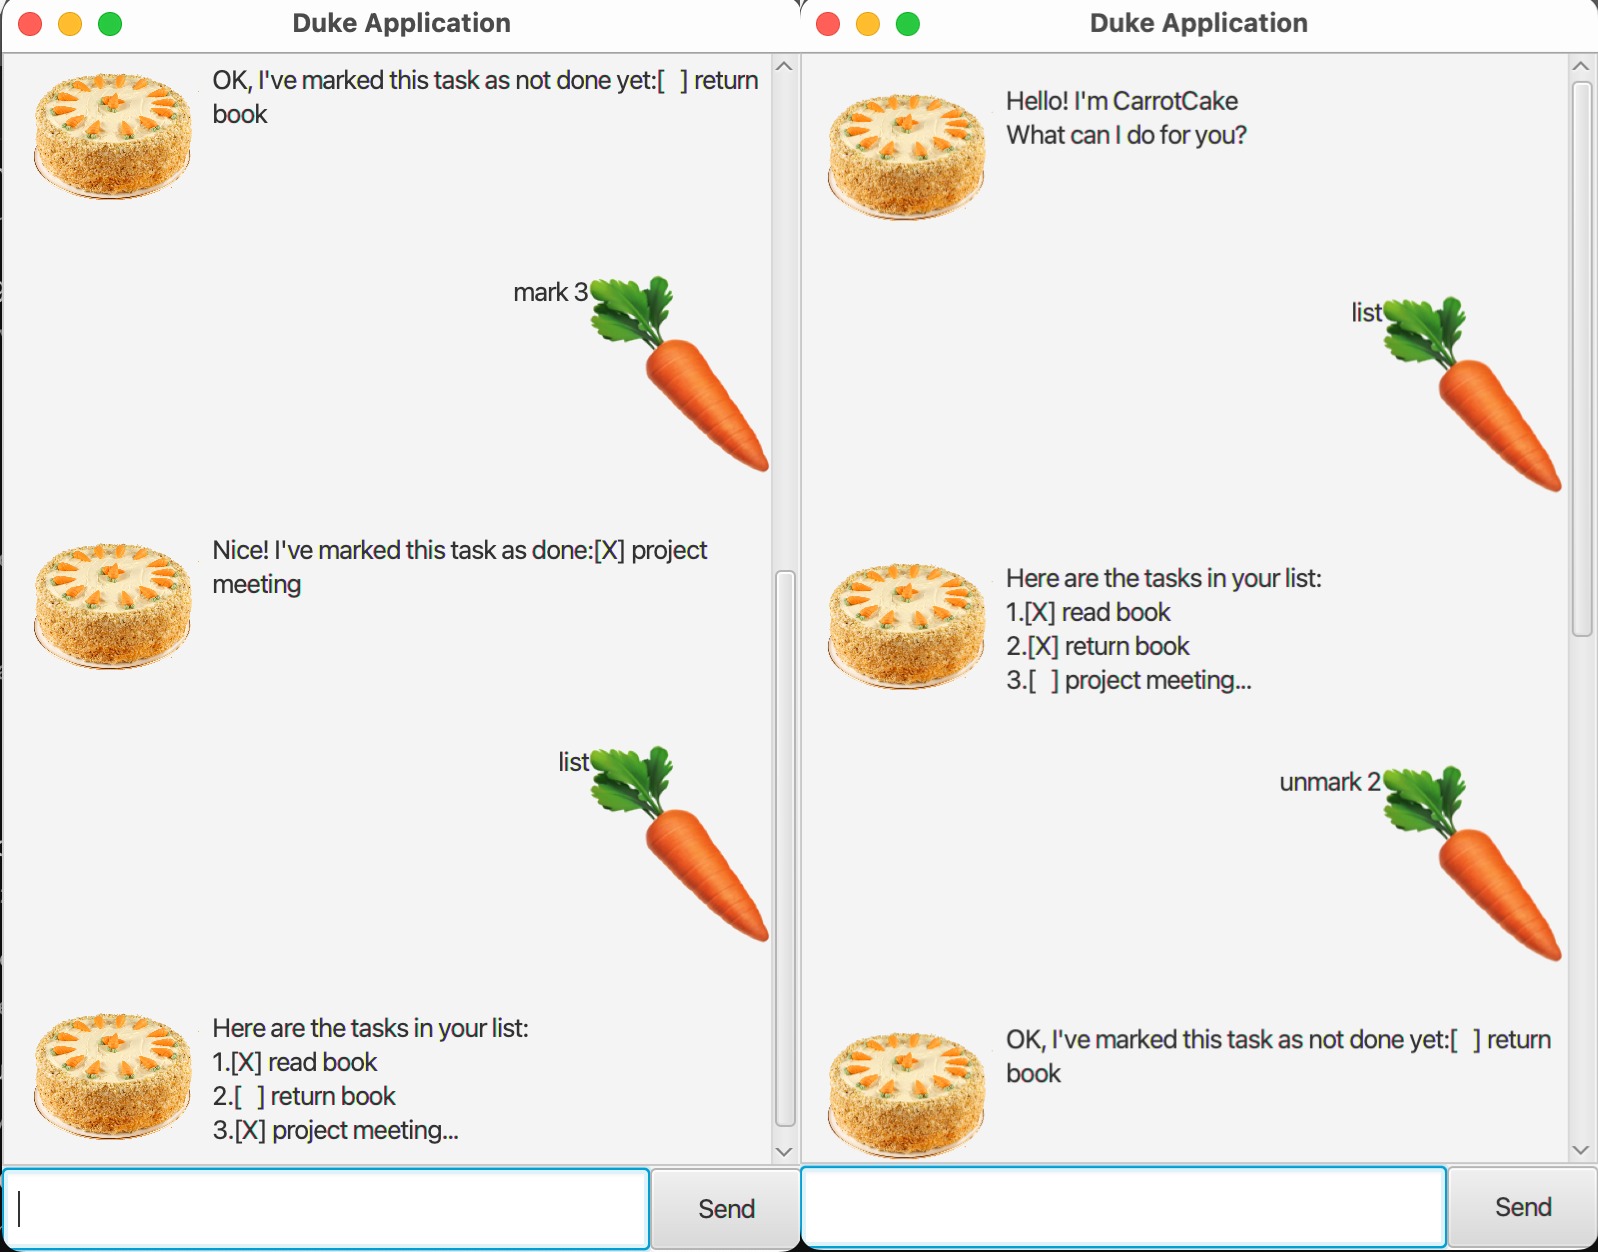 Duke Application
OK, I've marked this task as not done yet:[  ] return
book
mark 3
Nice! I've marked this task as done:[X] project
meeting
list
Here are the tasks in your list:
1.[X] read book
2.[  ] return book
3.[X] project meeting...
Send
Duke Application
Hello! I'm CarrotCake
What can I do for you?
list
Here are the tasks in your list:
1.[X] read book
2.[X] return book
3.[  ] project meeting...
unmark 2
OK, I've marked this task as not done yet:[  ] return
book
Send